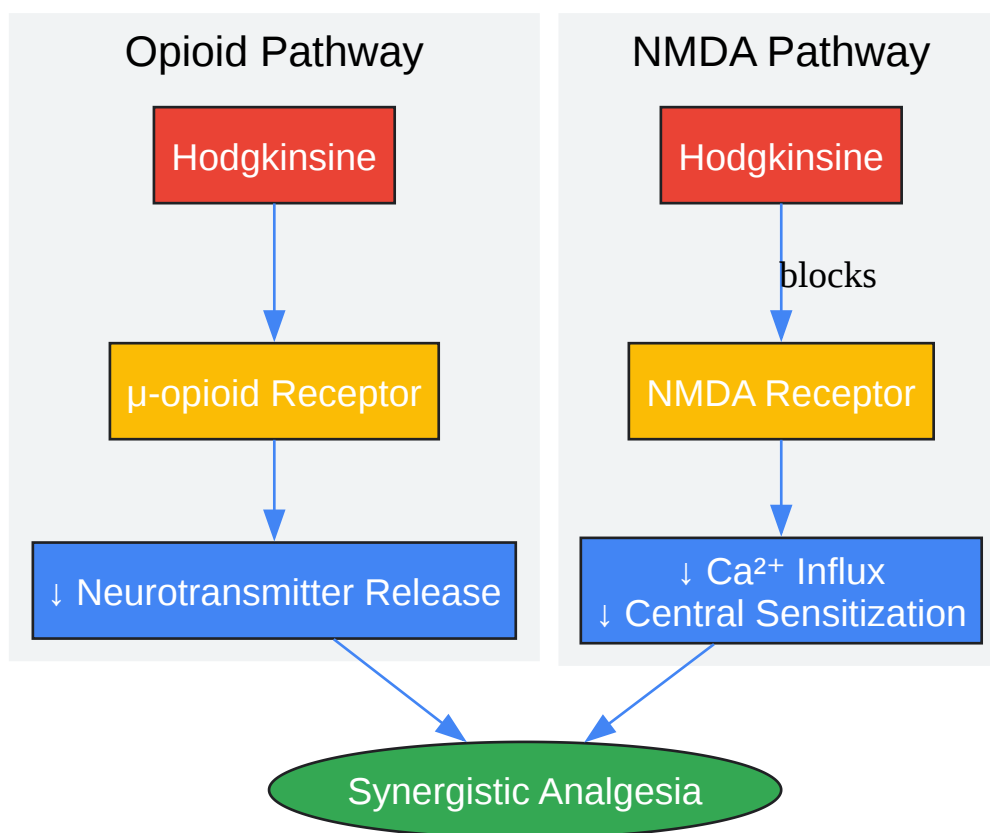 Opioid Pathway
Hodgkinsine
μ-opioid Receptor
↓ Neurotransmitter Release
NMDA Pathway
Hodgkinsine
blocks
NMDA Receptor
↓ Ca²⁺ Influx
↓ Central Sensitization
Synergistic Analgesia